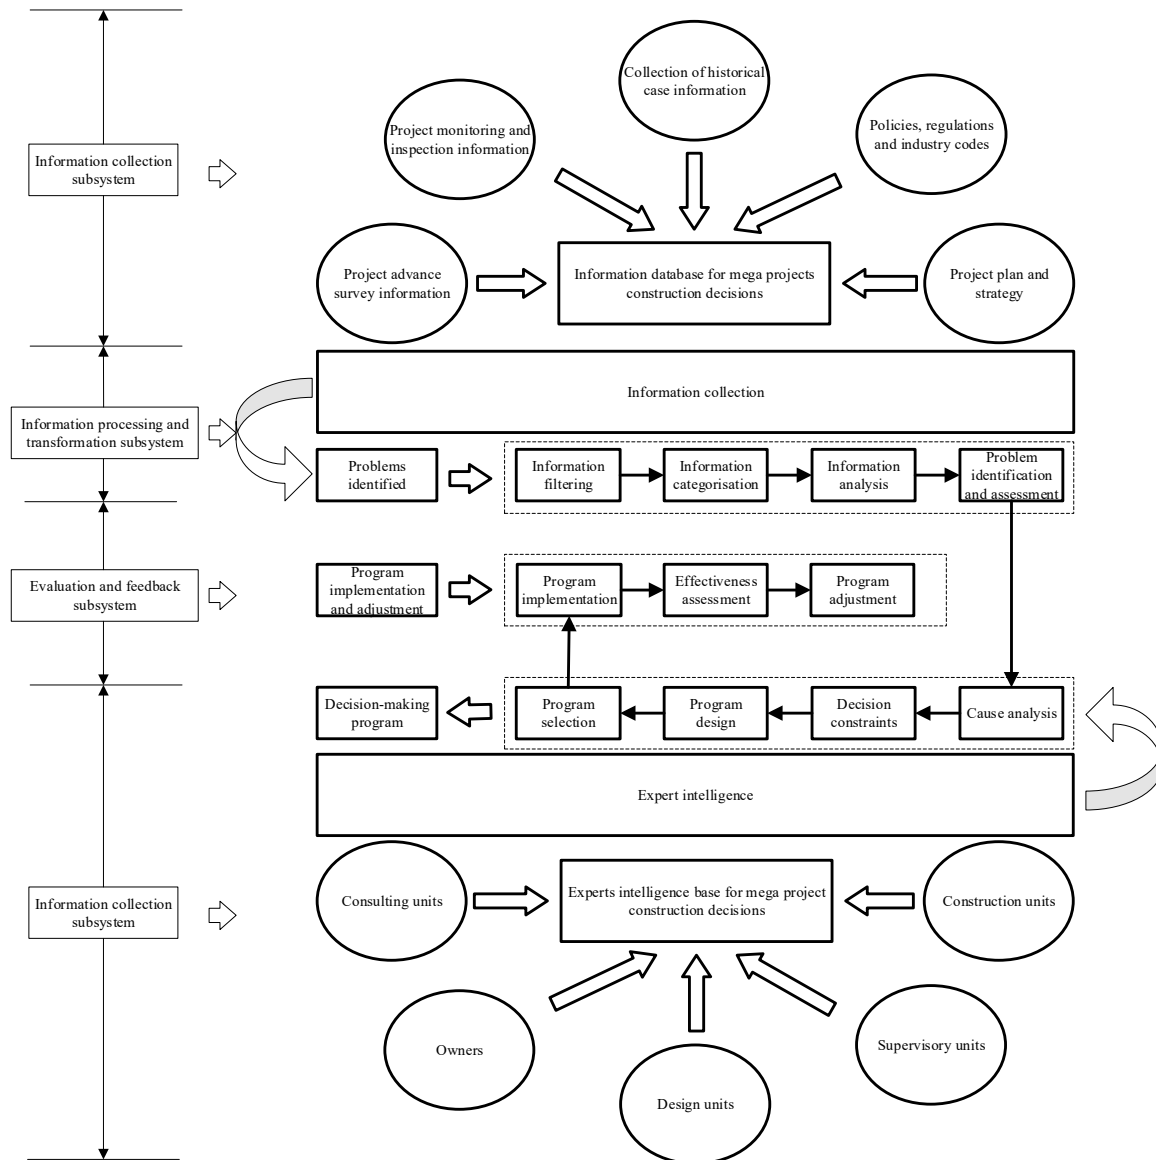 Collection of historical
case information
Project monitoring and
inspection information
Policies, regulations
and industry codes
Information collection
subsystem
Project advance
survey information
Information database for mega projects
construction decisions
Project plan and
strategy
Information collection
Information processing and
transformation subsystem
Problems
identified
Information
filtering
Information
categorisation
Information
analysis
Problem
identification
and assessment
Evaluation and feedback
subsystem
Program
implementation
and adjustment
Program
implementation
Effectiveness
assessment
Program
adjustment
Decision-making
program
Program
selection
Program
design
Decision
constraints
Cause analysis
Expert intelligence
Information collection
subsystem
Consulting units
Experts intelligence base for mega project
construction decisions
Construction units
Owners
Design units
Supervisory units